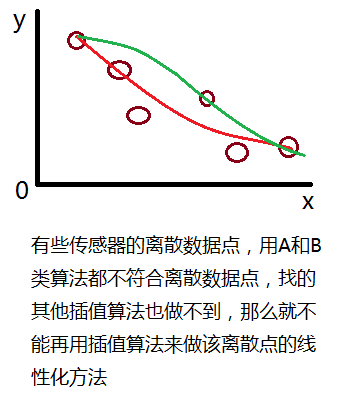 y
0
x
有些传感器的离散数据点，用A和B
类算法都不符合离散数据点，找的
其他插值算法也做不到，那么就不
能再用插值算法来做该离散点的线
性化方法